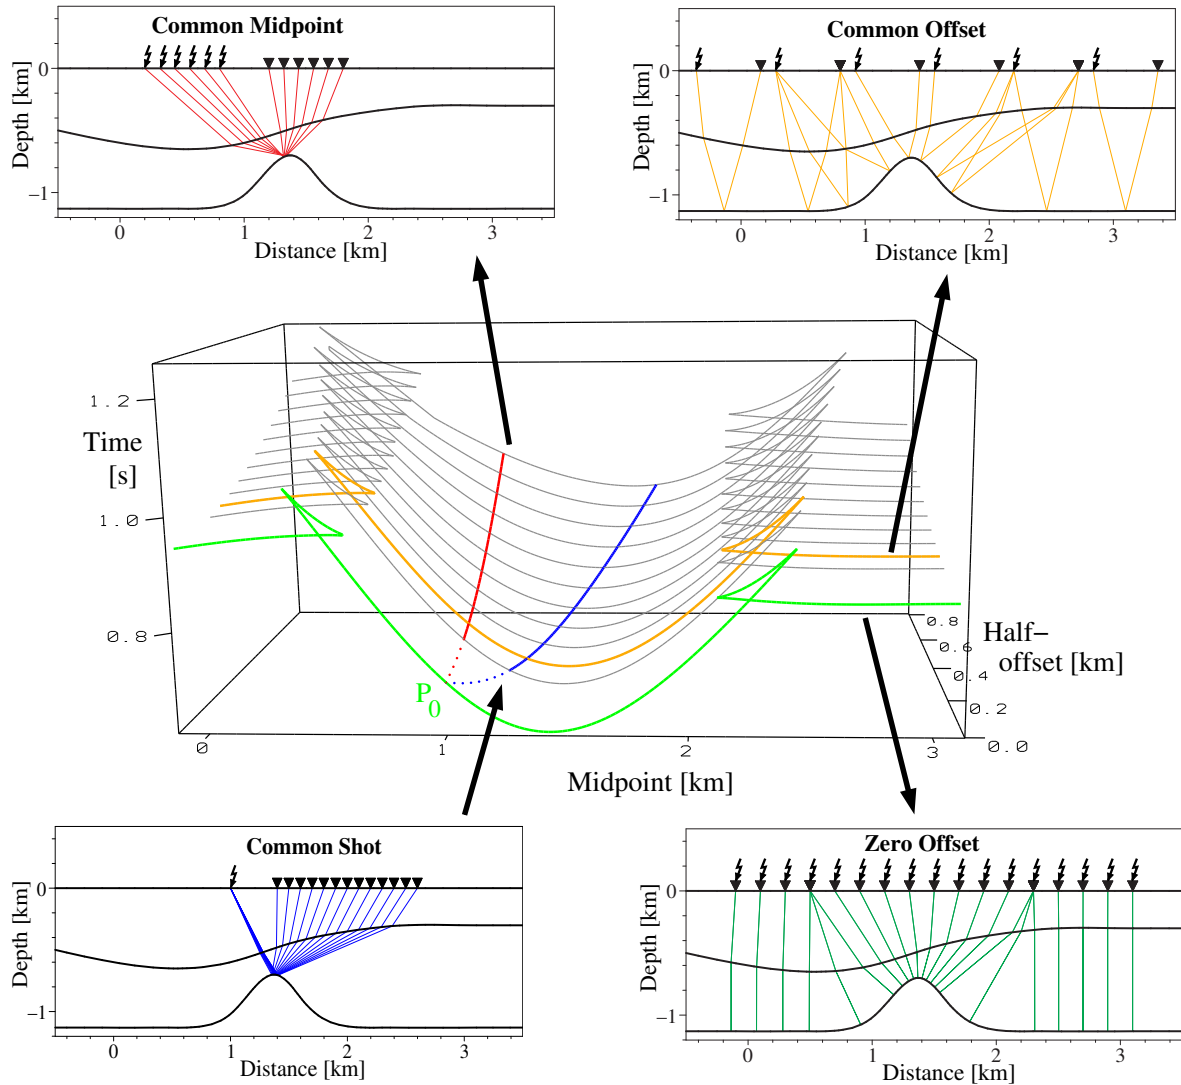 Common Midpoint
Depth [km]
0
−1
0 1 2 3
Distance [km]
Common Offset
Depth [km]
0
−1
0 1 2 3
Distance [km]
Time
[s]
1.2
1.0
0.8
P0
0 1 2 3
Midpoint [km]
0.8
0.6
0.4
0.2
0.0
Half−
offset [km]
Common Shot
Depth [km]
0
−1
0 1 2 3
Distance [km]
Zero Offset
Depth [km]
0
−1
0 1 2 3
Distance [km]